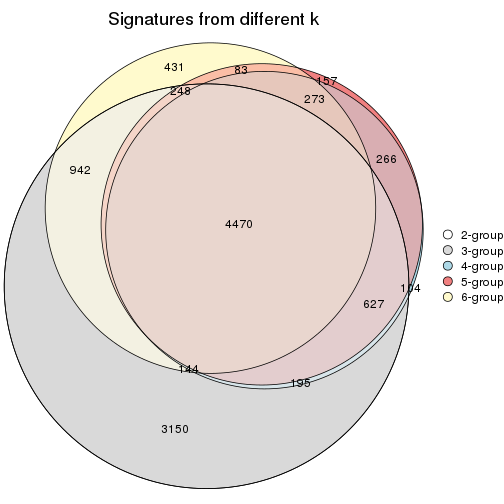 Signatures from different k
431
83
157
248
273
266
942
4470
2-group
3-group
4-group
5-group
6-group
104
627
144
195
3150